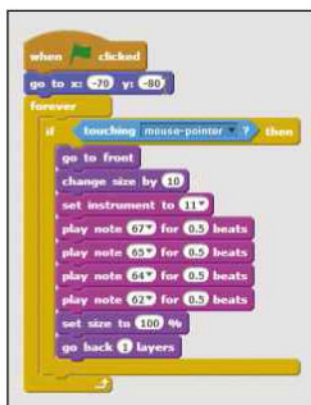 when clicked
go to x: -70 y: -80
forever
if touching mouse-pointer ? then
go to front
change size by 10
set instrument to 11
play note 67 for 0.5 beats
play note 65 for 0.5 beats
play note 64 for 0.5 beats
play note 62 for 0.5 beats
set size to 100 %
go back 1 layers